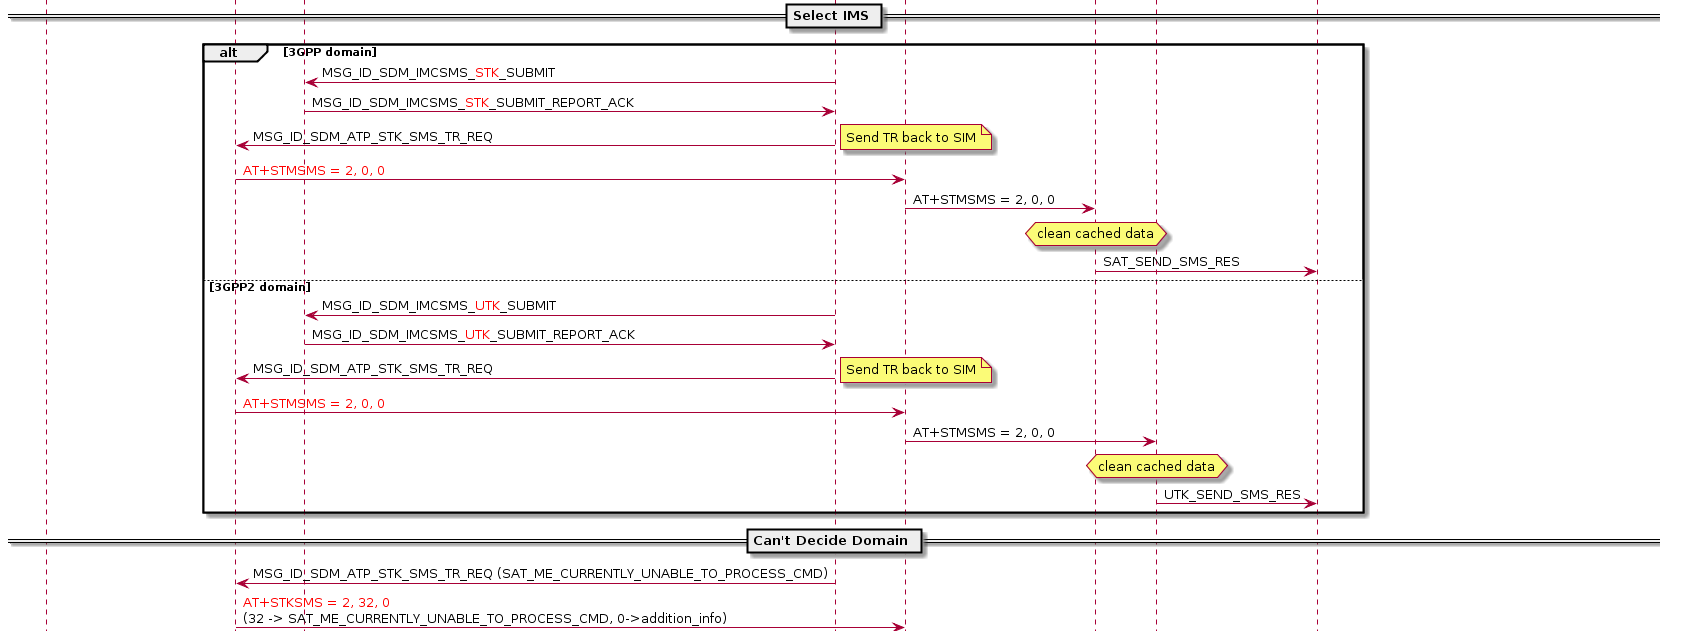 Select IMS
alt [3GPP domain]
MSG_ID_SDM_IMCSMS_STK_SUBMIT
MSG_ID_SDM_IMCSMS_STK_SUBMIT_REPORT_ACK
MSG_ID_SDM_ATP_STK_SMS_TR_REQ
Send TR back to SIM
AT+STMSMS = 2, 0, 0
AT+STMSMS = 2, 0, 0
clean cached data
SAT_SEND_SMS_RES
[3GPP2 domain]
MSG_ID_SDM_IMCSMS_UTK_SUBMIT
MSG_ID_SDM_IMCSMS_UTK_SUBMIT_REPORT_ACK
MSG_ID_SDM_ATP_STK_SMS_TR_REQ
Send TR back to SIM
AT+STMSMS = 2, 0, 0
AT+STMSMS = 2, 0, 0
clean cached data
UTK_SEND_SMS_RES
Can't Decide Domain
MSG_ID_SDM_ATP_STK_SMS_TR_REQ (SAT_ME_CURRENTLY_UNABLE_TO_PROCESS_CMD)
AT+STKSMS = 2, 32, 0
(32 -> SAT_ME_CURRENTLY_UNABLE_TO_PROCESS_CMD, 0->addition_info)